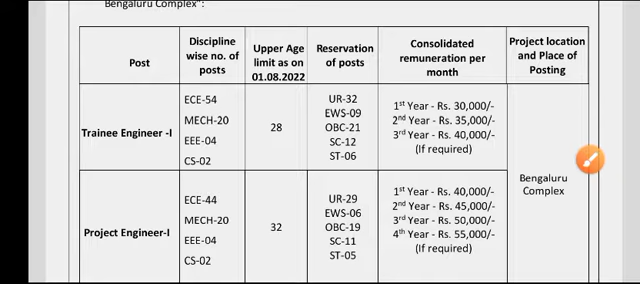 Bengaluru Complex":
Post
Discipline wise no. of posts
Upper Age limit as on 01.08.2022
Reservation of posts
Consolidated remuneration per month
Project location and Place of Posting
Trainee Engineer -I
ECE-54
MECH-20
EEE-04
CS-02
28
UR-32
EWS-09
OBC-21
SC-12
ST-06
1st Year - Rs. 30,000/-
2nd Year - Rs. 35,000/-
3rd Year - Rs. 40,000/-
(If required)
Bengaluru
Complex
Project Engineer-I
ECE-44
MECH-20
EEE-04
CS-02
32
UR-29
EWS-06
OBC-19
SC-11
ST-05
1st Year - Rs. 40,000/-
2nd Year - Rs. 45,000/-
3rd Year - Rs. 50,000/-
4th Year - Rs. 55,000/-
(If required)